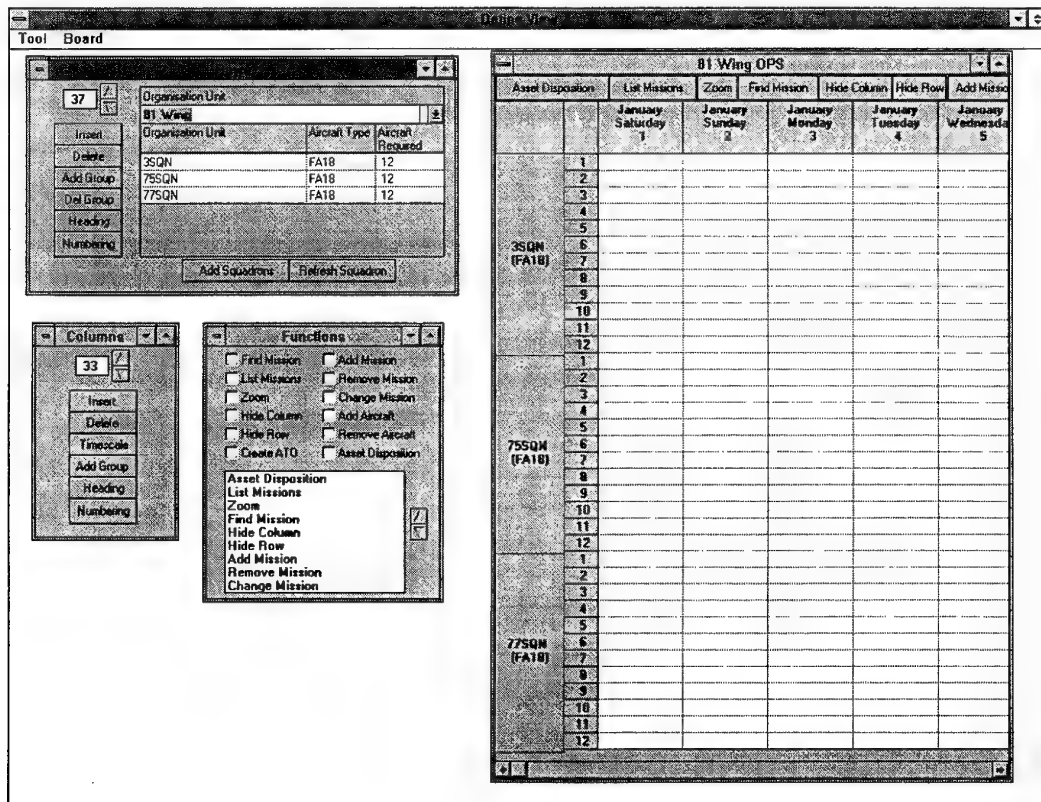 Define View
Tool Board
37
Organisation Unit
81 Wing
Organisation Unit Aircraft Type Aircraft Required
3SQN FA18 12
75SQN FA18 12
77SQN FA18 12
Insert
Delete
Add Group
Del Group
Heading
Numbering
Add Squadrons Refresh Squadron
Columns
33
Insert
Delete
Timescale
Add Group
Heading
Numbering
Functions
Find Mission Add Mission
List Missions Remove Mission
Zoom Change Mission
Hide Column Add Aircraft
Hide Row Remove Aircraft
Create ATO Asset Disposition
Asset Disposition
List Missions
Zoom
Find Mission
Hide Column
Hide Row
Add Mission
Remove Mission
Change Mission
81 Wing OPS
Asset Disposition List Missions Zoom Find Mission Hide Column Hide Row Add Missio
January January January January January
Saturday Sunday Monday Tuesday Wednesda
1 2 3 4 5
3SQN
(FA18)
1
2
3
4
5
6
7
8
9
10
11
12
75SQN
(FA18)
1
2
3
4
5
6
7
8
9
10
11
12
77SQN
(FA18)
1
2
3
4
5
6
7
8
9
10
11
12